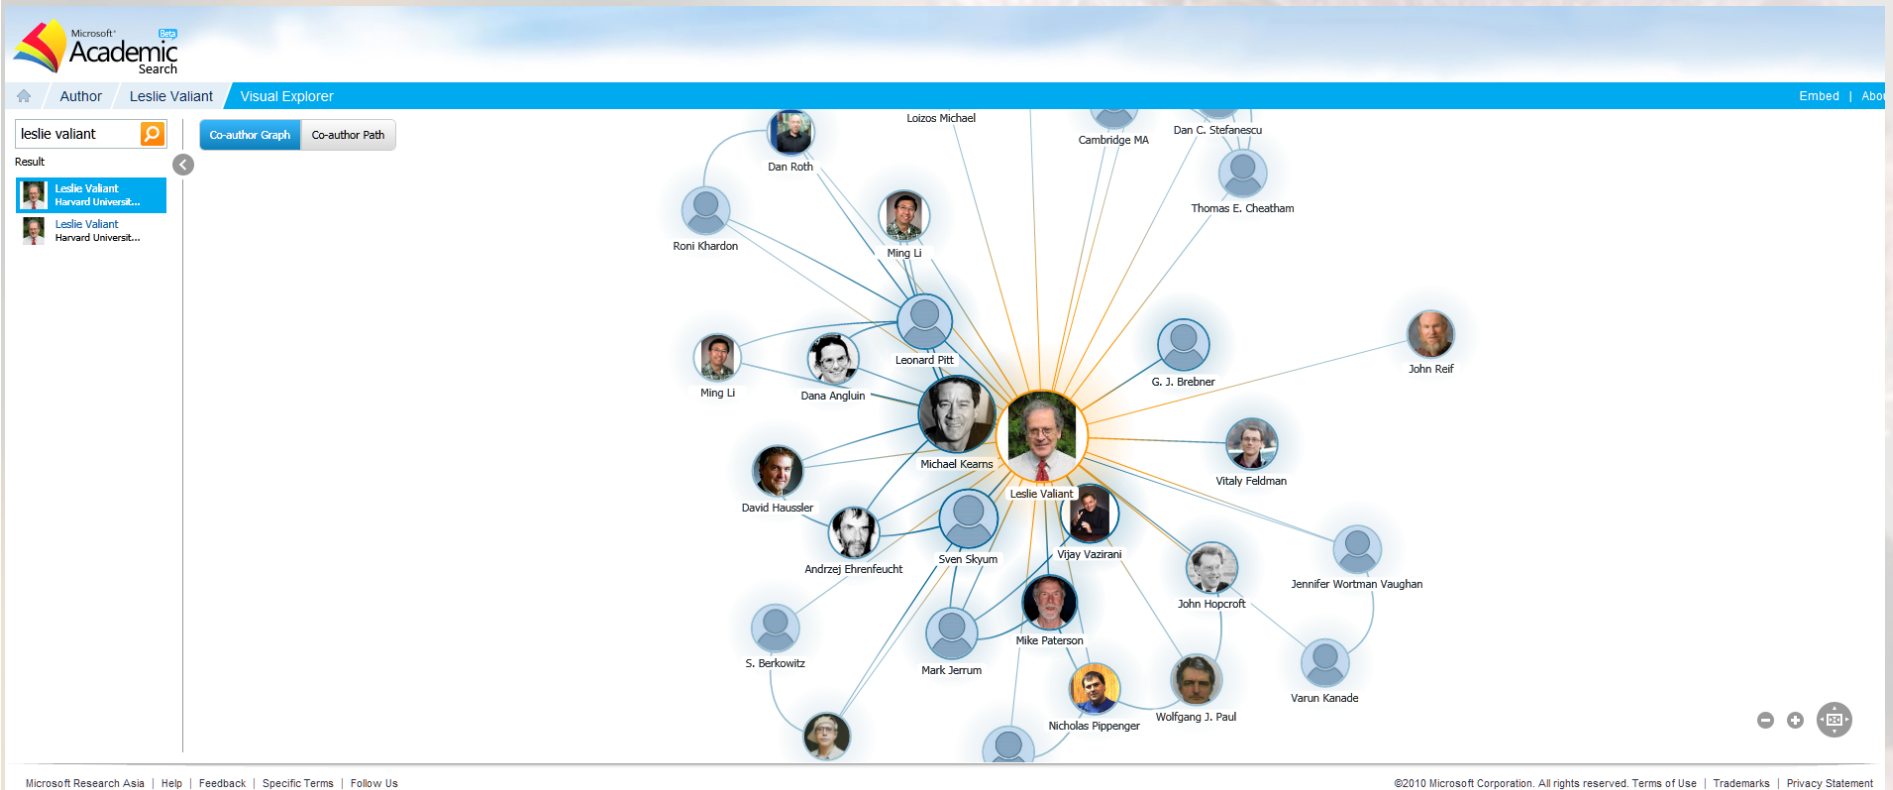 Microsoft® Beta
Academic
Search
Author Leslie Valiant Visual Explorer Embed | Abou
leslie valiant
Co-author Graph Co-author Path
Result
Leslie Valiant
Harvard Universit...
Leslie Valiant
Harvard Universit...
Loizos Michael
Cambridge MA
Dan C. Stefanescu
Dan Roth
Thomas E. Cheatham
Roni Khardon
Ming Li
Leonard Pitt
John Reif
G. J. Brebner
Ming Li
Dana Angluin
Michael Kearns
Vitaly Feldman
Leslie Valiant
David Haussler
Vijay Vazirani
Sven Skyum
Andrzej Ehrenfeucht
Jennifer Wortman Vaughan
John Hopcroft
Mike Paterson
S. Berkowitz
Mark Jerrum
Varun Kanade
Wolfgang J. Paul
Nicholas Pippenger
Microsoft Research Asia | Help | Feedback | Specific Terms | Follow Us
©2010 Microsoft Corporation. All rights reserved. Terms of Use | Trademarks | Privacy Statement